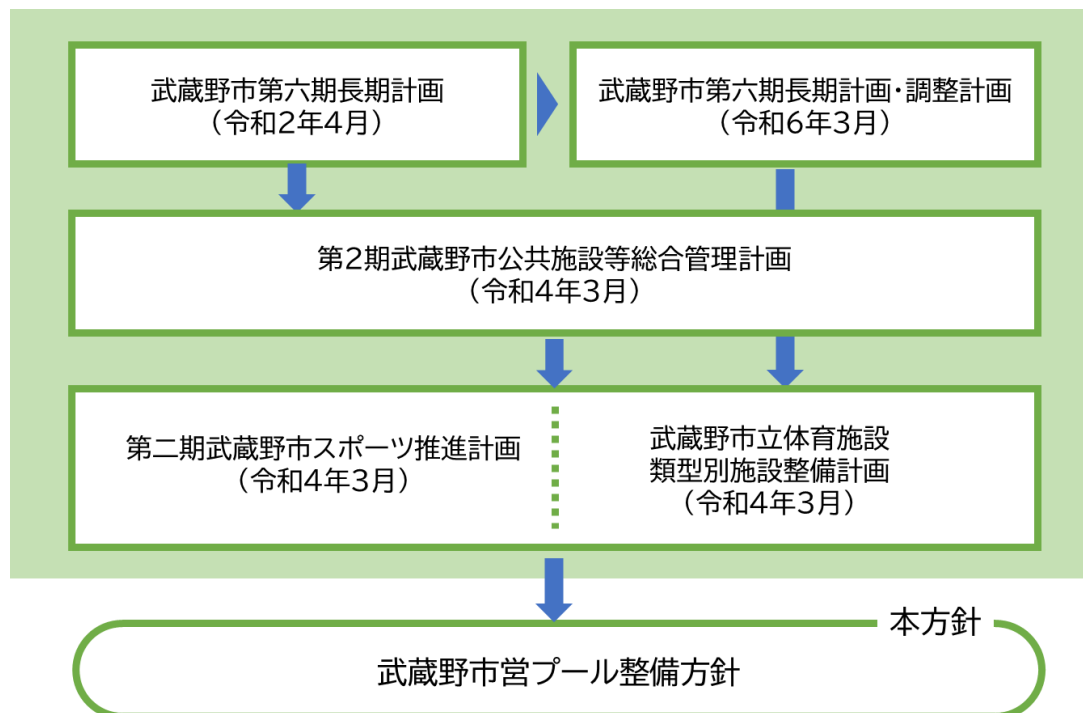 武蔵野市第六期長期計画
（令和2年4月）
武蔵野市第六期長期計画・調整計画
（令和6年3月）
第2期武蔵野市公共施設等総合管理計画
（令和4年3月）
第二期武蔵野市スポーツ推進計画
（令和4年3月）
武蔵野市立体育施設
類型別施設整備計画
（令和4年3月）
本方針
武蔵野市営プール整備方針